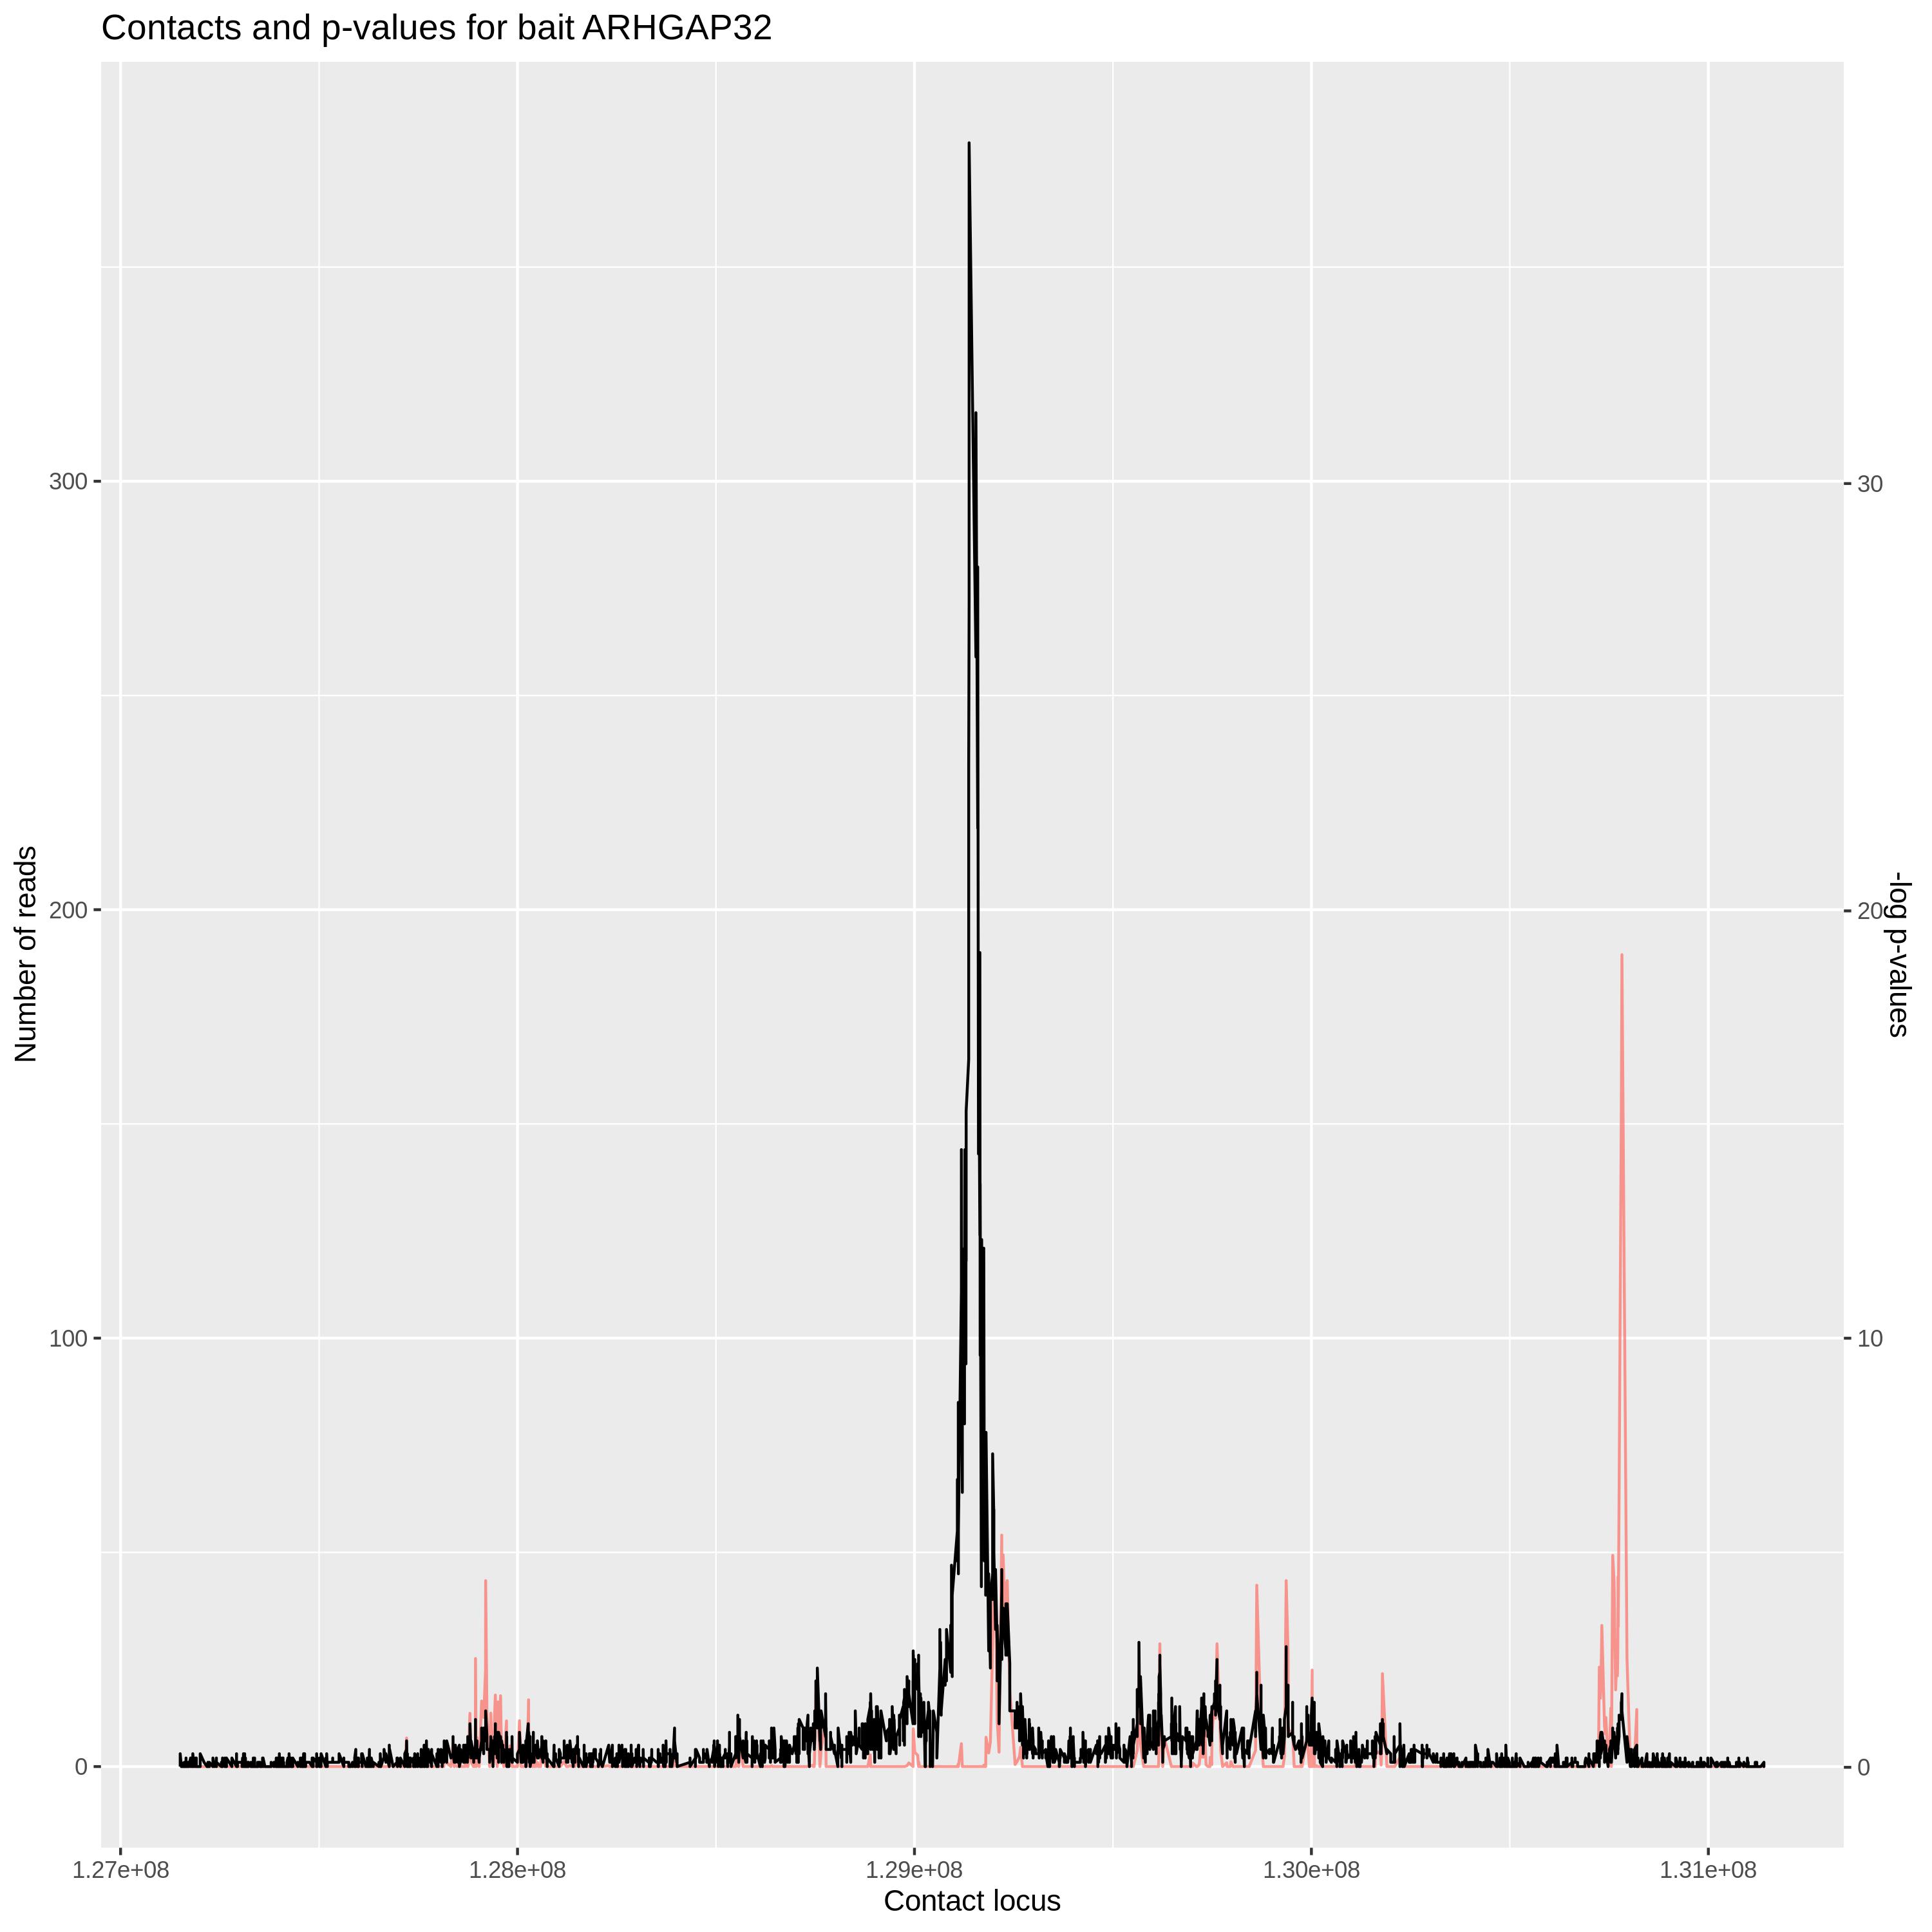 Contacts and p-values for bait ARHGAP32
300
200
100
0
30
20
10
0
Number of reads
-log p-values
1.27e+08
1.28e+08
1.29e+08
1.30e+08
1.31e+08
Contact locus